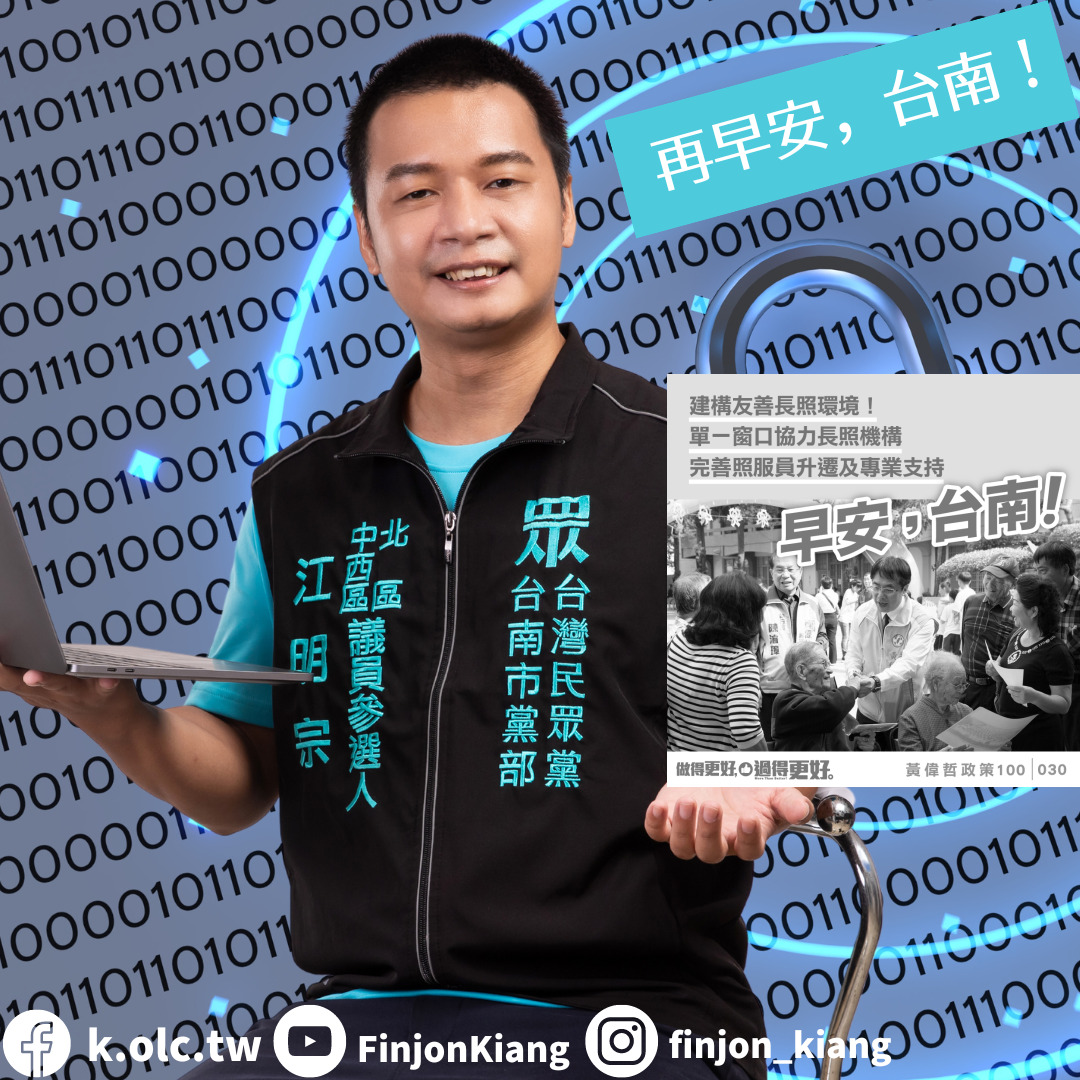 再早安，台南！
建構友善長照環境！
單一窗口協力長照機構
完善照服員升遷及專業支持
早安，台南！
做得更好，過得更好。
黃偉哲政策100 | 030
眾
台灣民眾黨
台南市黨部
北區
中西區
議員參選人
江明宗
k.olc.tw
FinjonKiang
finjon_kiang